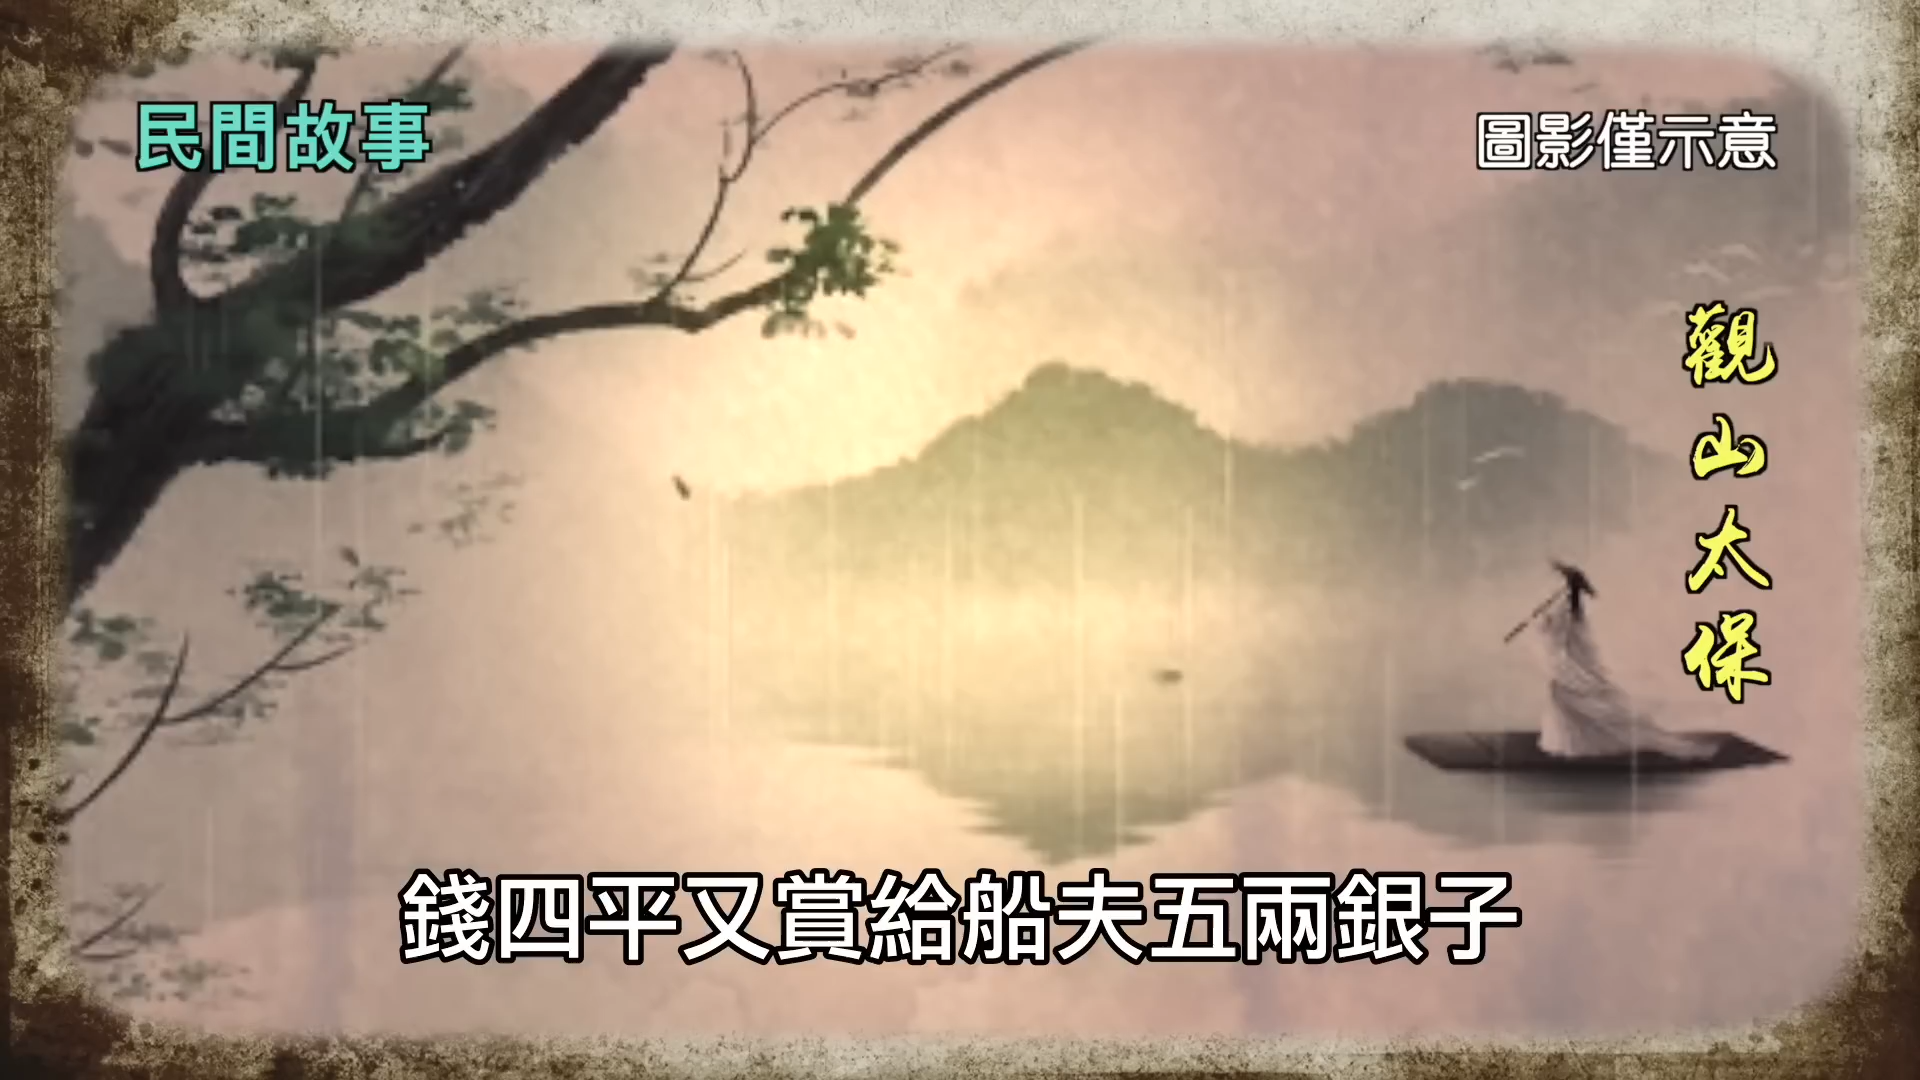 民間故事
圖影僅示意
觀山太保
錢四平又賞給船夫五兩銀子